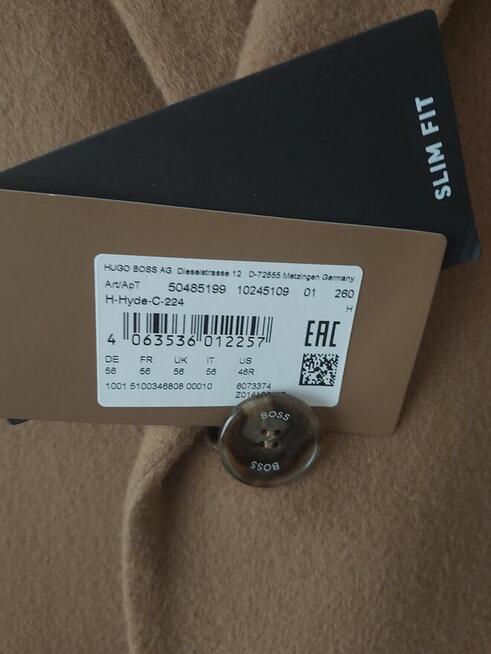 SLIM FIT
HUGO BOSS AG Dieselstrasse 12 D-72555 Metzingen Germany
Art/АрТ 50485199 10245109 01 260
H-Hyde-C-224 H
4 063536 012257
EAC
DE FR UK IT US
56 56 56 56 46R
1001 5100346808 00010 6073374
BOSS
BOSS